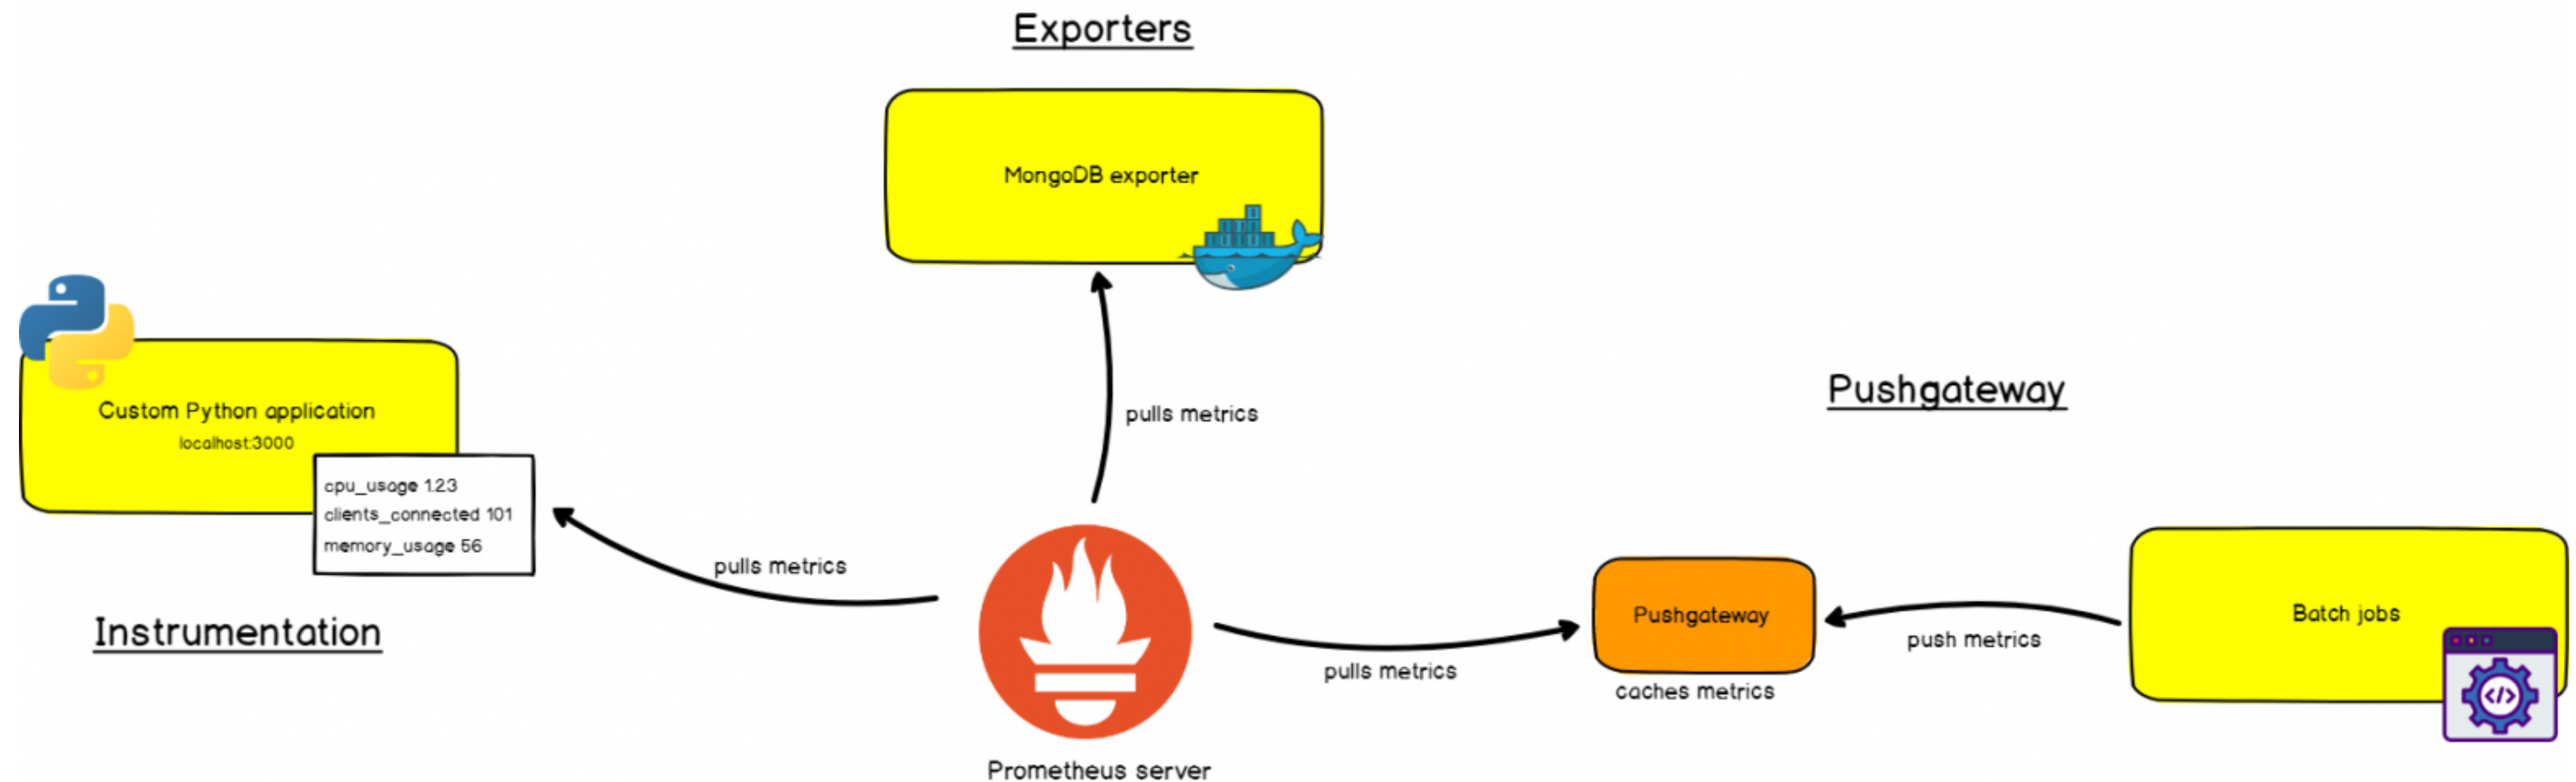 Exporters
MongoDB exporter
Custom Python application
localhost:3000
cpu_usage 1.23
clients_connected 101
memory_usage 56
Instrumentation
pulls metrics
pulls metrics
Prometheus server
pulls metrics
Pushgateway
Pushgateway
caches metrics
push metrics
Batch jobs
</>